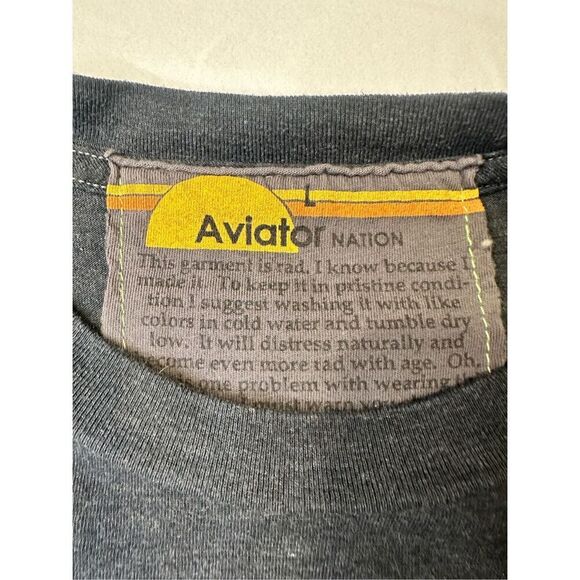 L
Aviator NATION
This garment is rad. I know because I
made it. To keep it in pristine condi-
tion I suggest washing it with like
colors in cold water and tumble dry
low. It will distress naturally and
come even more rad with age. Oh,
one problem with wearing